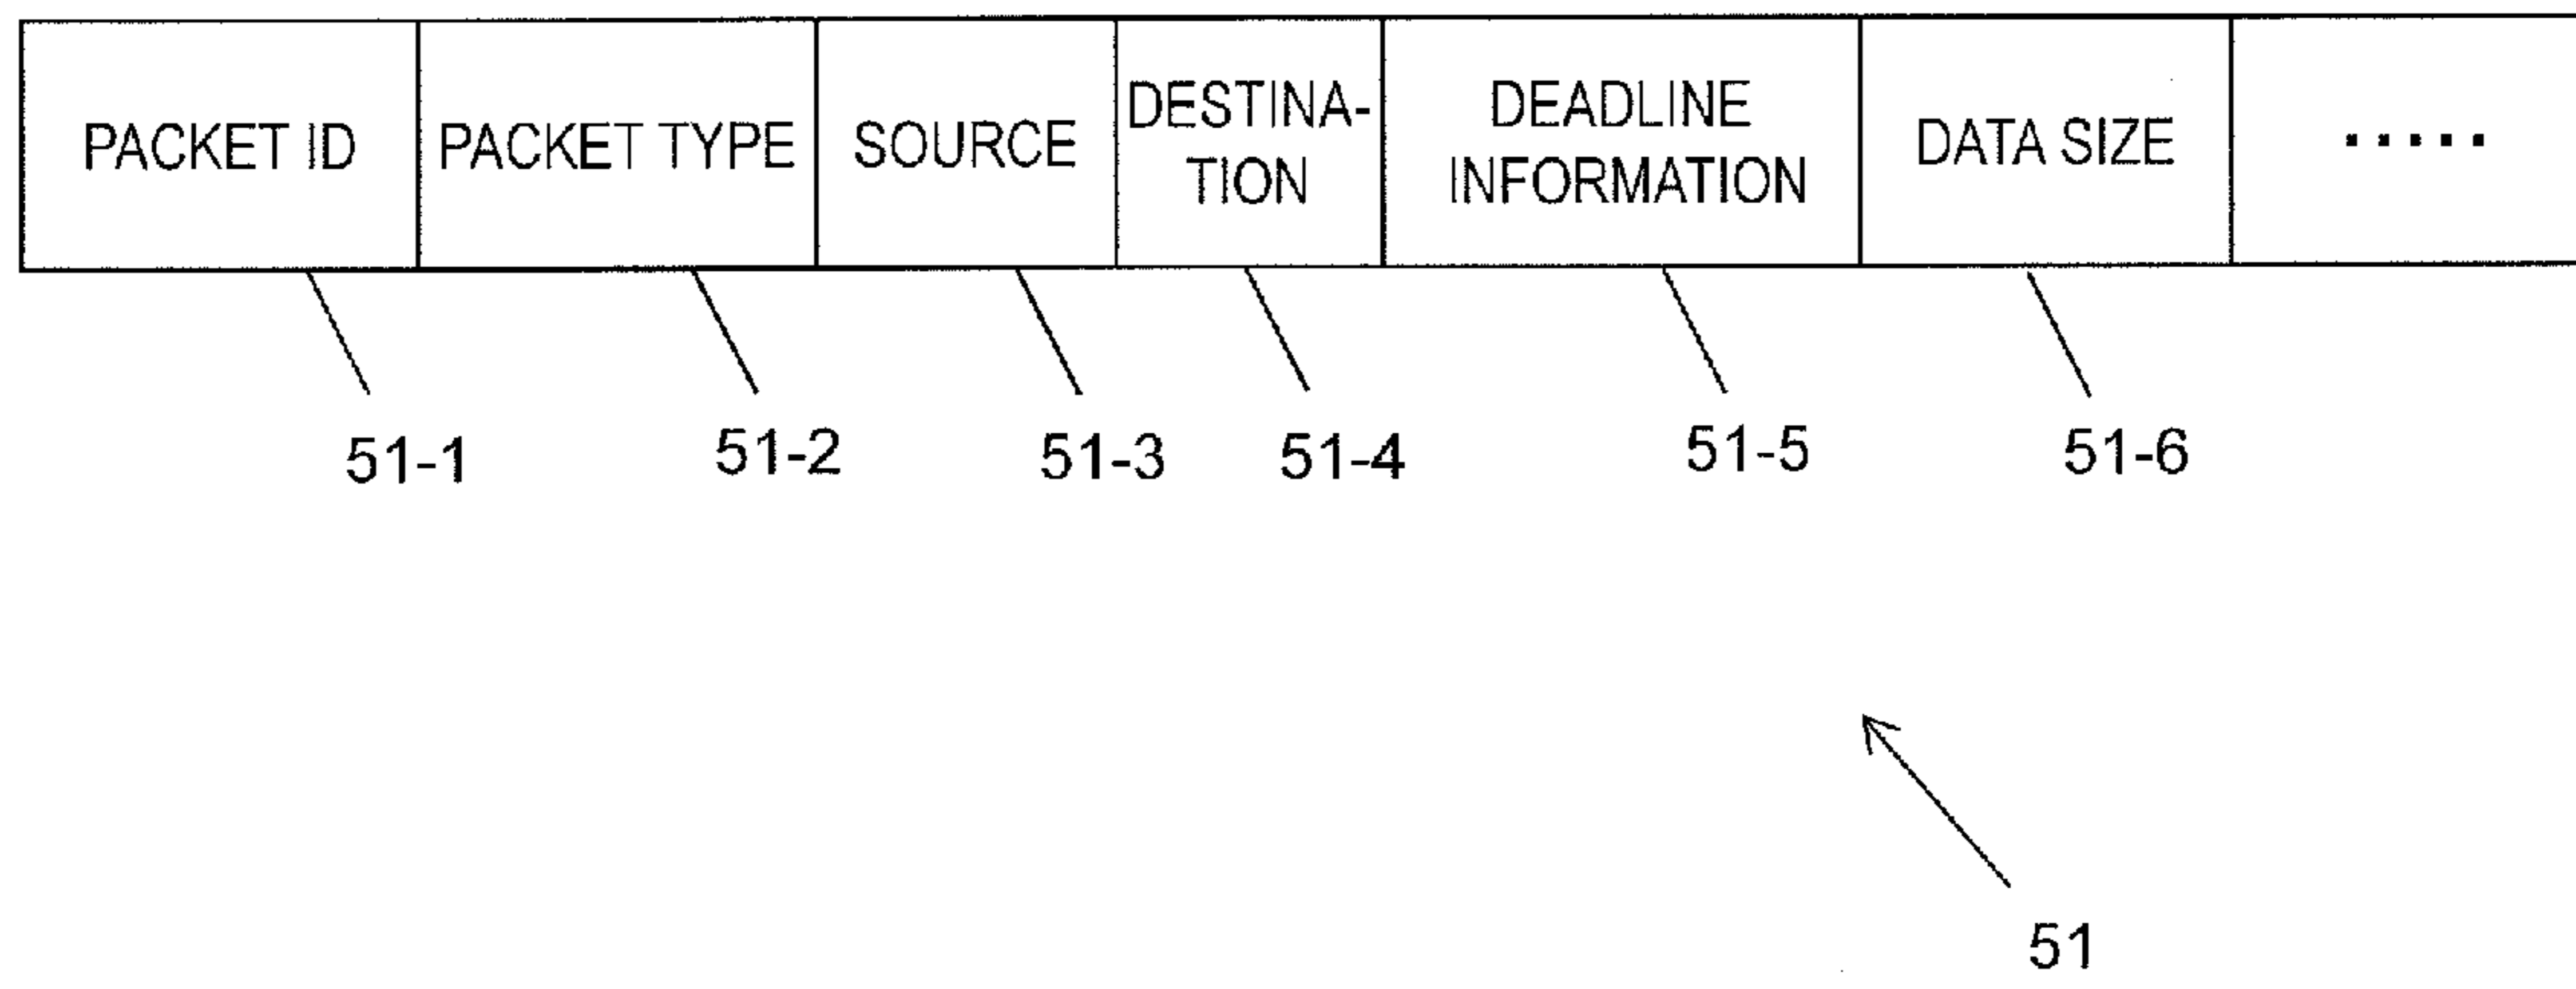 PACKET ID
PACKET TYPE
SOURCE
DESTINA-
TION
DEADLINE
INFORMATION
DATA SIZE
.....
51-1
51-2
51-3
51-4
51-5
51-6
51